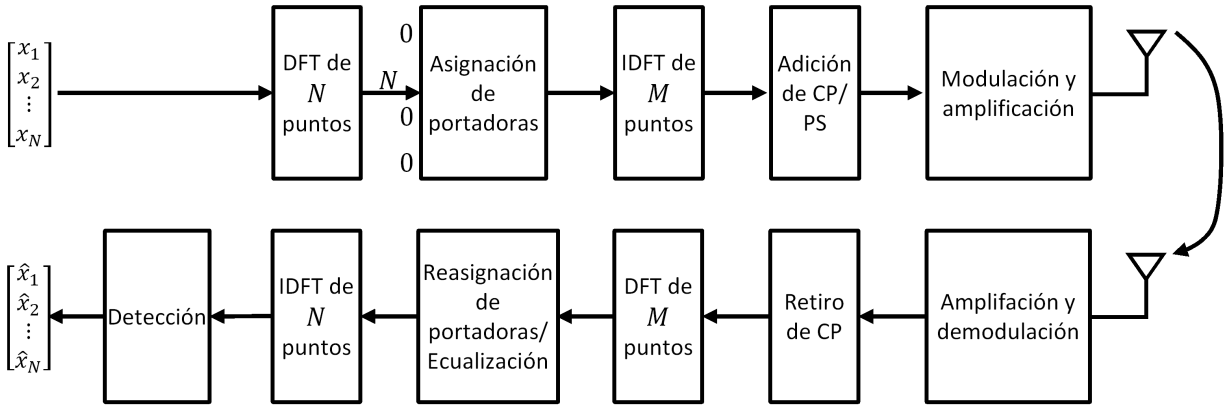 x₁
x₂
⋮
x_N
DFT de
N
puntos
N
0
0
0
Asignación
de
portadoras
IDFT de
M
puntos
Adición
de CP/
PS
Modulación y
amplificación
x̂₁
x̂₂
⋮
x̂_N
Detección
IDFT de
N
puntos
Reasignación
de
portadoras/
Ecualización
DFT de
M
puntos
Retiro
de CP
Amplifación y
demodulación